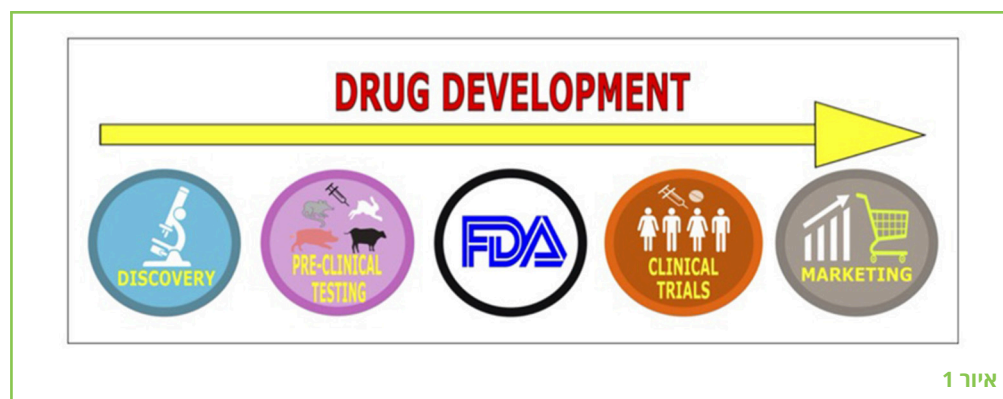 DRUG DEVELOPMENT
DISCOVERY
PRE-CLINICAL
TESTING
FDA
CLINICAL
TRIALS
MARKETING
איור 1